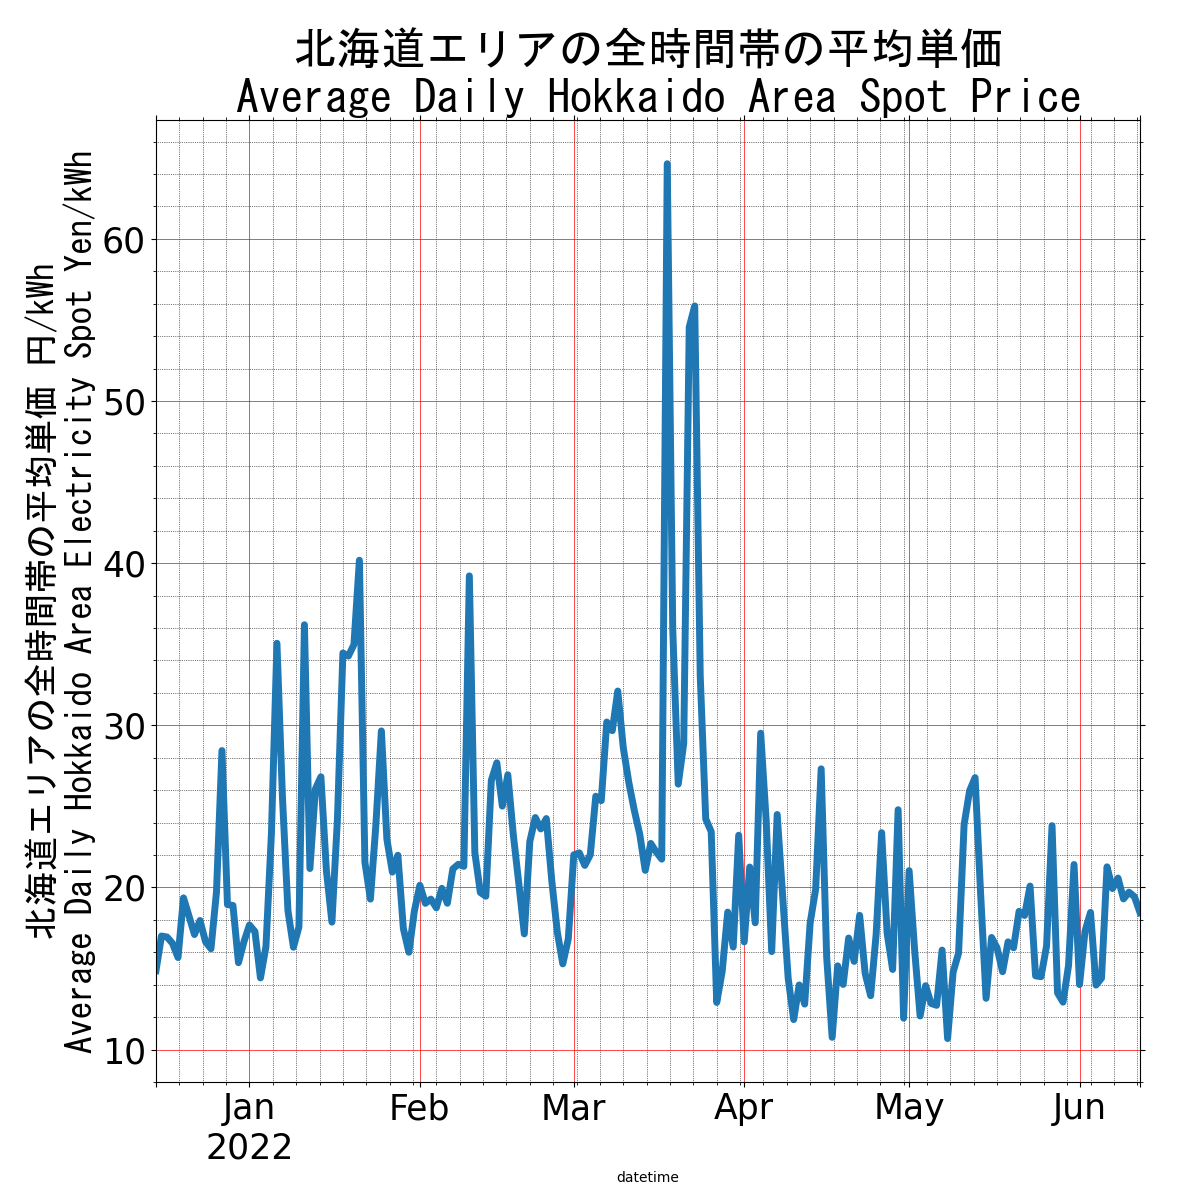 北海道エリアの全時間帯の平均単価
Average Daily Hokkaido Area Spot Price
北海道エリアの全時間帯の平均単価 円/kWh
Average Daily Hokkaido Area Electricity Spot Yen/kWh
60
50
40
30
20
10
Jan
2022
Feb
Mar
Apr
May
Jun
datetime